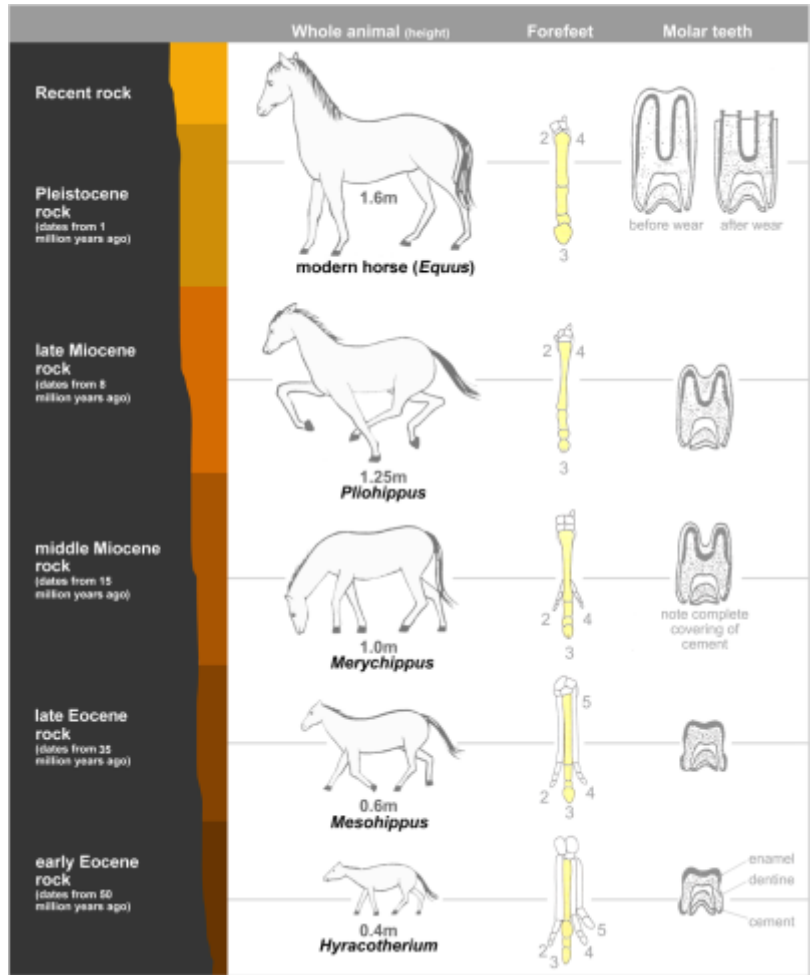 Whole animal (height) Forefeet Molar teeth
Recent rock
2 4
Pleistocene
rock
(dates from 1
million years ago)
1.6m
before wear after wear
3
modern horse (Equus)
late Miocene
rock
(dates from 8
million years ago)
2 4
3
1.25m
Pliohippus
middle Miocene
rock
(dates from 15
million years ago)
2 4
3
note complete
covering of
cement
1.0m
Merychippus
late Eocene
rock
(dates from 35
million years ago)
5
2 4
3
0.6m
Mesohippus
early Eocene
rock
(dates from 50
million years ago)
enamel
dentine
cement
5
2 4
3
0.4m
Hyracotherium